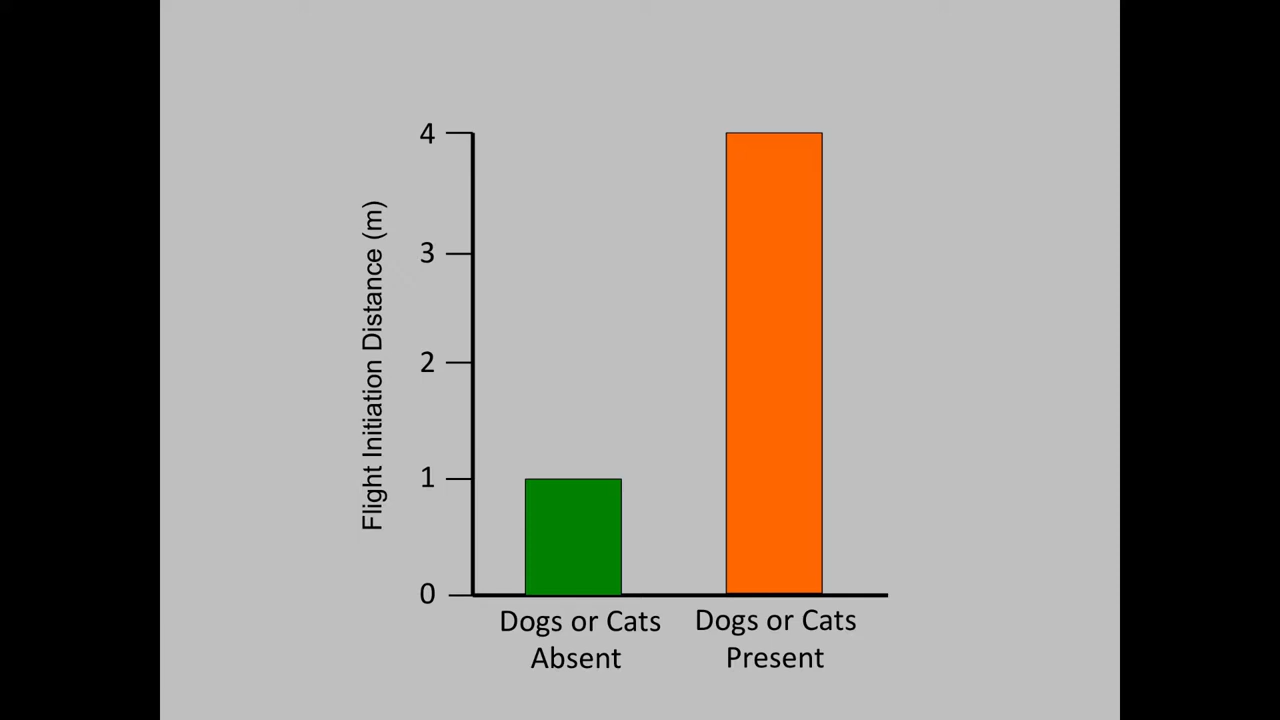 4
3
2
1
0
Flight Initiation Distance (m)
Dogs or Cats
Absent
Dogs or Cats
Present